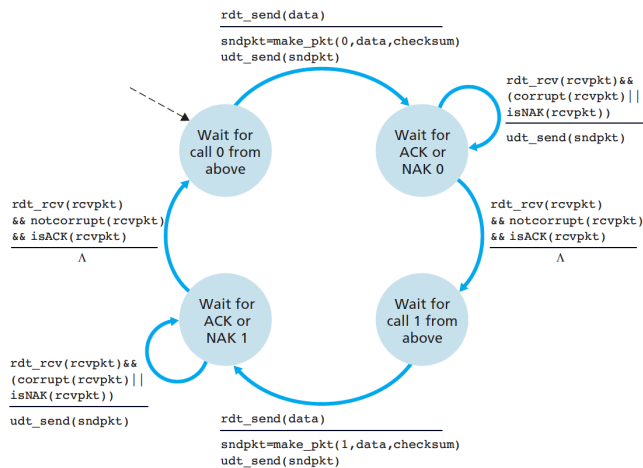 rdt_send(data)
sndpkt=make_pkt(0,data,checksum)
udt_send(sndpkt)
Wait for
call 0 from
above
Wait for
ACK or
NAK 0
rdt_rcv(rcvpkt)&&
(corrupt(rcvpkt)||
isNAK(rcvpkt))
udt_send(sndpkt)
rdt_rcv(rcvpkt)
&& notcorrupt(rcvpkt)
&& isACK(rcvpkt)
Λ
rdt_rcv(rcvpkt)
&& notcorrupt(rcvpkt)
&& isACK(rcvpkt)
Λ
Wait for
ACK or
NAK 1
Wait for
call 1 from
above
rdt_rcv(rcvpkt)&&
(corrupt(rcvpkt)||
isNAK(rcvpkt))
udt_send(sndpkt)
rdt_send(data)
sndpkt=make_pkt(1,data,checksum)
udt_send(sndpkt)